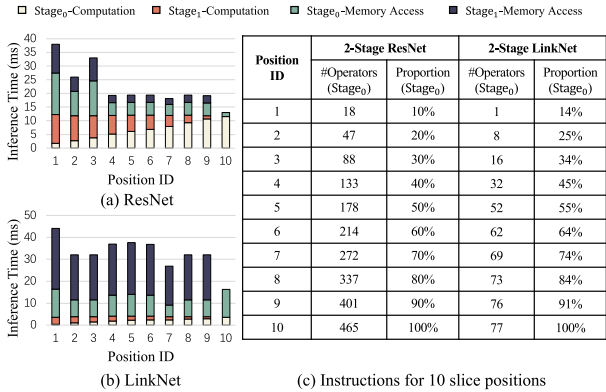 Stage0-Computation Stage1-Computation Stage0-Memory Access Stage1-Memory Access
Inference Time (ms)
40
35
30
25
20
15
10
5
0
1 2 3 4 5 6 7 8 9 10
Position ID
(a) ResNet
Inference Time (ms)
50
40
30
20
10
0
1 2 3 4 5 6 7 8 9 10
Position ID
(b) LinkNet
Position ID 2-Stage ResNet 2-Stage LinkNet
#Operators (Stage0) Proportion (Stage0) #Operators (Stage0) Proportion (Stage0)
1 18 10% 1 14%
2 47 20% 8 25%
3 88 30% 16 34%
4 133 40% 32 45%
5 178 50% 52 55%
6 214 60% 62 64%
7 272 70% 69 74%
8 337 80% 73 84%
9 401 90% 76 91%
10 465 100% 77 100%
(c) Instructions for 10 slice positions